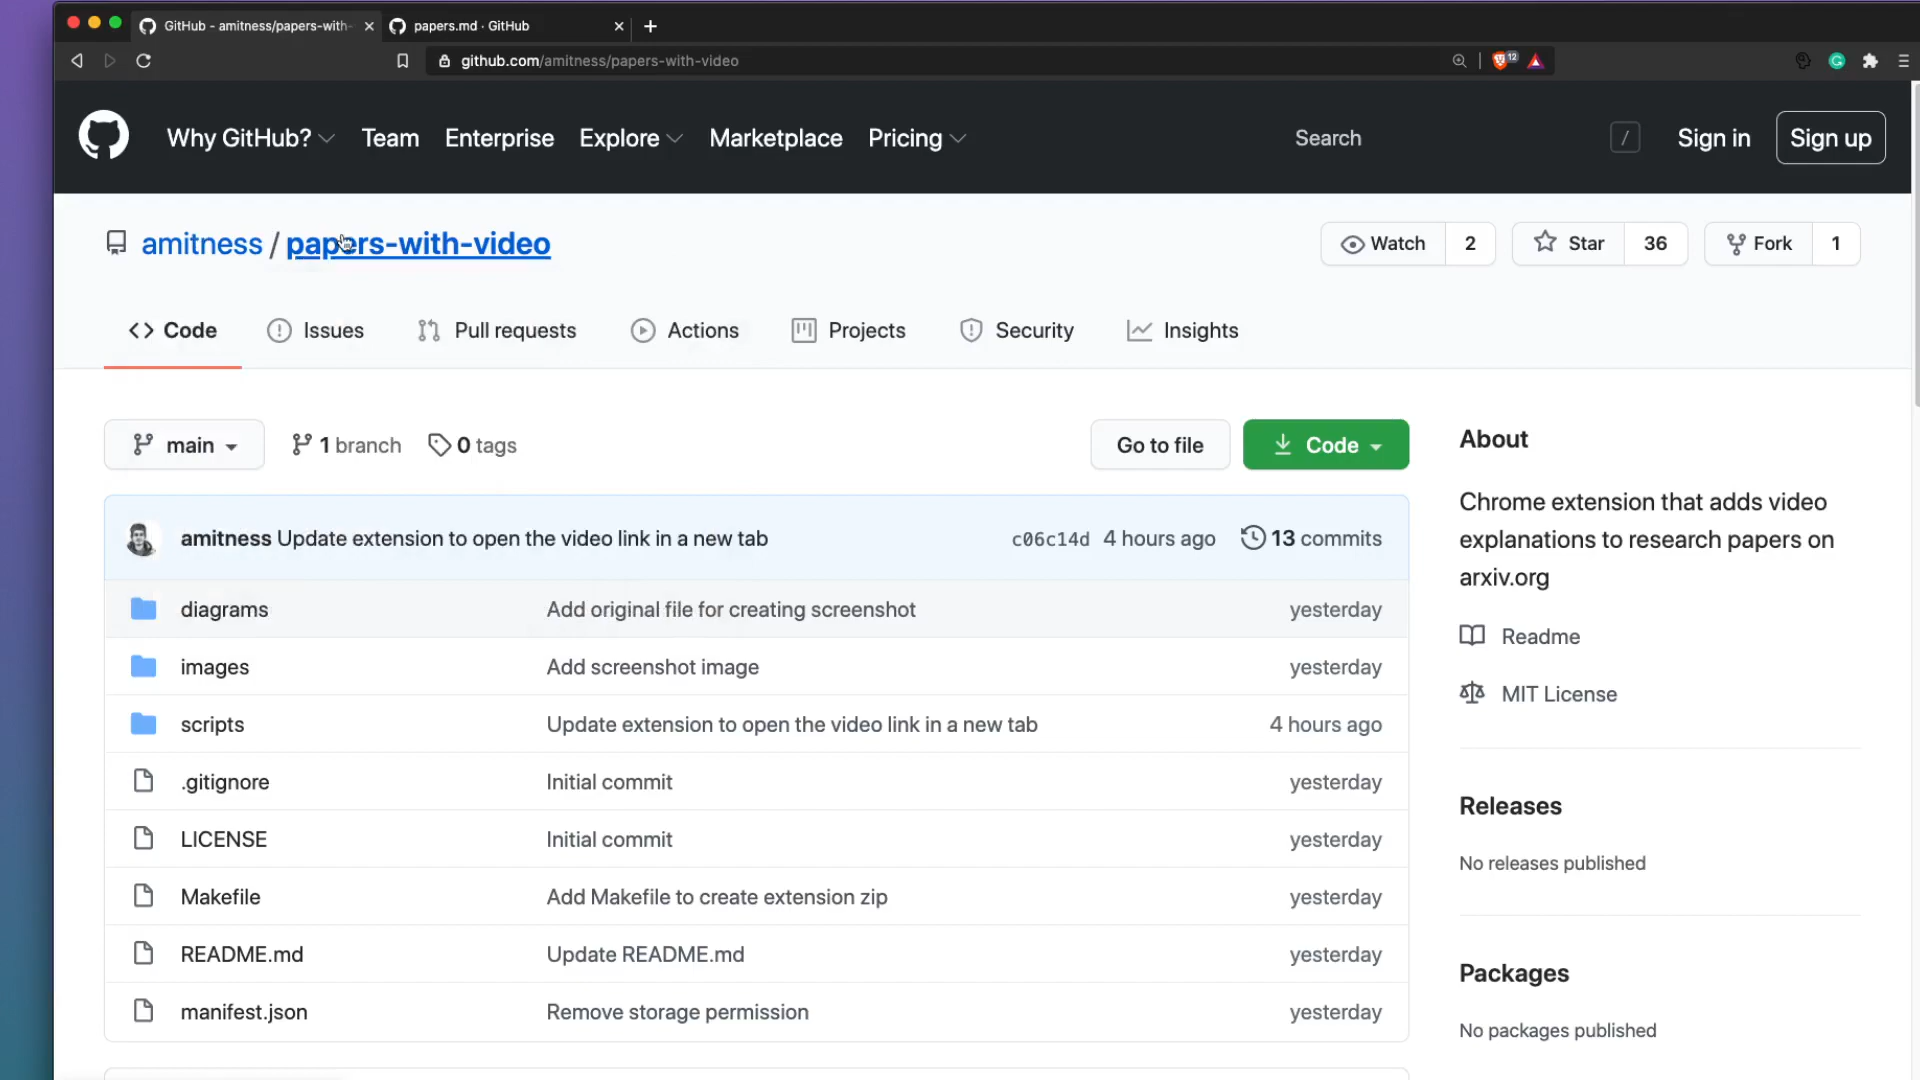 GitHub - amitness/papers-with-
papers.md · GitHub
github.com/amitness/papers-with-video
12
Why GitHub?
Team
Enterprise
Explore
Marketplace
Pricing
Search
/
Sign in
Sign up
amitness / papers-with-video
Watch 2
Star 36
Fork 1
Code
Issues
Pull requests
Actions
Projects
Security
Insights
main
1 branch
0 tags
Go to file
Code
amitness Update extension to open the video link in a new tab c06c14d 4 hours ago 13 commits
diagrams Add original file for creating screenshot yesterday
images Add screenshot image yesterday
scripts Update extension to open the video link in a new tab 4 hours ago
.gitignore Initial commit yesterday
LICENSE Initial commit yesterday
Makefile Add Makefile to create extension zip yesterday
README.md Update README.md yesterday
manifest.json Remove storage permission yesterday
About
Chrome extension that adds video
explanations to research papers on
arxiv.org
Readme
MIT License
Releases
No releases published
Packages
No packages published